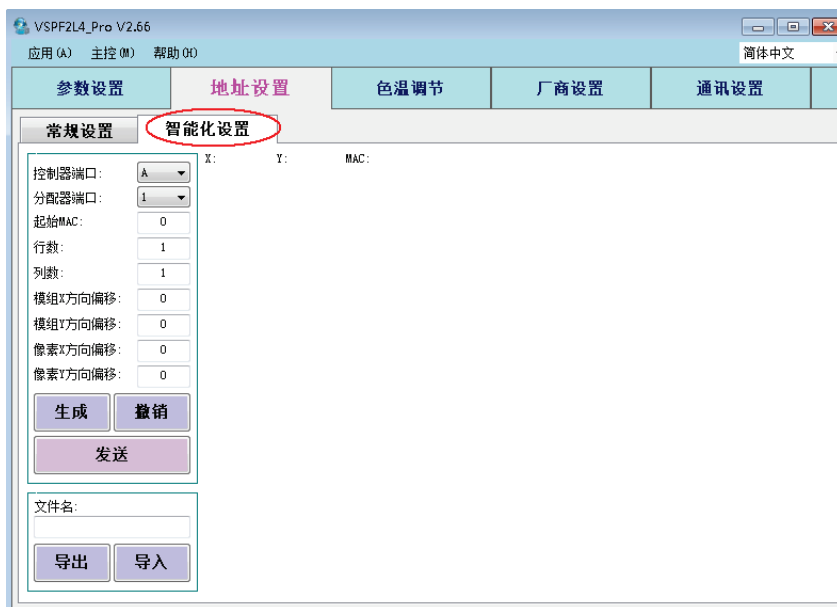 VSPF2L4_Pro V2.66
应用(A) 主控(M) 帮助(H) 简体中文
参数设置 地址设置 色温调节 厂商设置 通讯设置
常规设置 智能化设置
X: Y: MAC:
控制器端口: A
分配器端口: 1
起始MAC: 0
行数: 1
列数: 1
模组X方向偏移: 0
模组Y方向偏移: 0
像素X方向偏移: 0
像素Y方向偏移: 0
生成 撤销
发送
文件名:
导出 导入